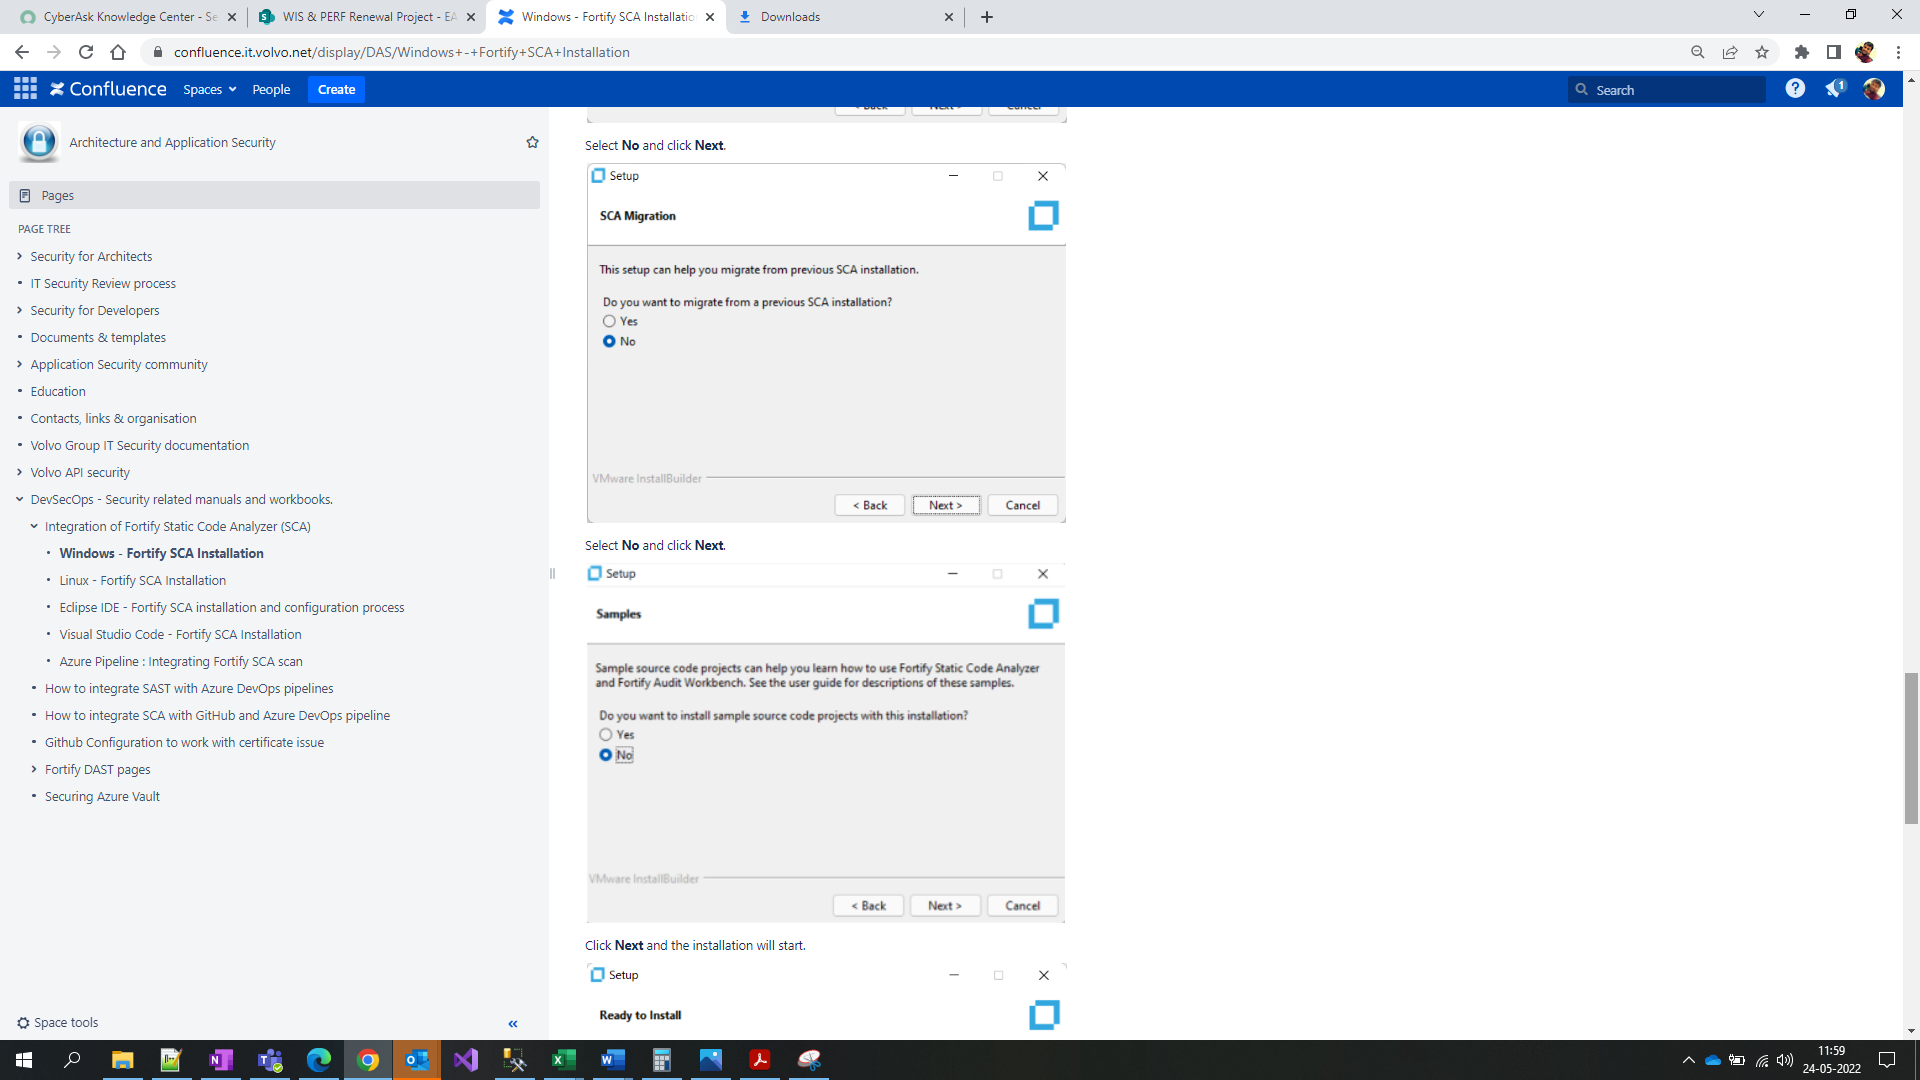 CyberAsk Knowledge Center - Se
WIS & PERF Renewal Project - EA
Windows - Fortify SCA Installatio
Downloads
confluence.it.volvo.net/display/DAS/Windows+-+Fortify+SCA+Installation
Confluence
Spaces
People
Create
Search
1
Architecture and Application Security
Pages
PAGE TREE
Security for Architects
IT Security Review process
Security for Developers
Documents & templates
Application Security community
Education
Contacts, links & organisation
Volvo Group IT Security documentation
Volvo API security
DevSecOps - Security related manuals and workbooks.
Integration of Fortify Static Code Analyzer (SCA)
Windows - Fortify SCA Installation
Linux - Fortify SCA Installation
Eclipse IDE - Fortify SCA installation and configuration process
Visual Studio Code - Fortify SCA Installation
Azure Pipeline : Integrating Fortify SCA scan
How to integrate SAST with Azure DevOps pipelines
How to integrate SCA with GitHub and Azure DevOps pipeline
Github Configuration to work with certificate issue
Fortify DAST pages
Securing Azure Vault
Space tools
< Back Next > Cancel
Select No and click Next.
Setup
SCA Migration
This setup can help you migrate from previous SCA installation.
Do you want to migrate from a previous SCA installation?
Yes
No
VMware InstallBuilder
< Back Next > Cancel
Select No and click Next.
Setup
Samples
Sample source code projects can help you learn how to use Fortify Static Code Analyzer
and Fortify Audit Workbench. See the user guide for descriptions of these samples.
Do you want to install sample source code projects with this installation?
Yes
No
VMware InstallBuilder
< Back Next > Cancel
Click Next and the installation will start.
Setup
Ready to Install
11:59
24-05-2022